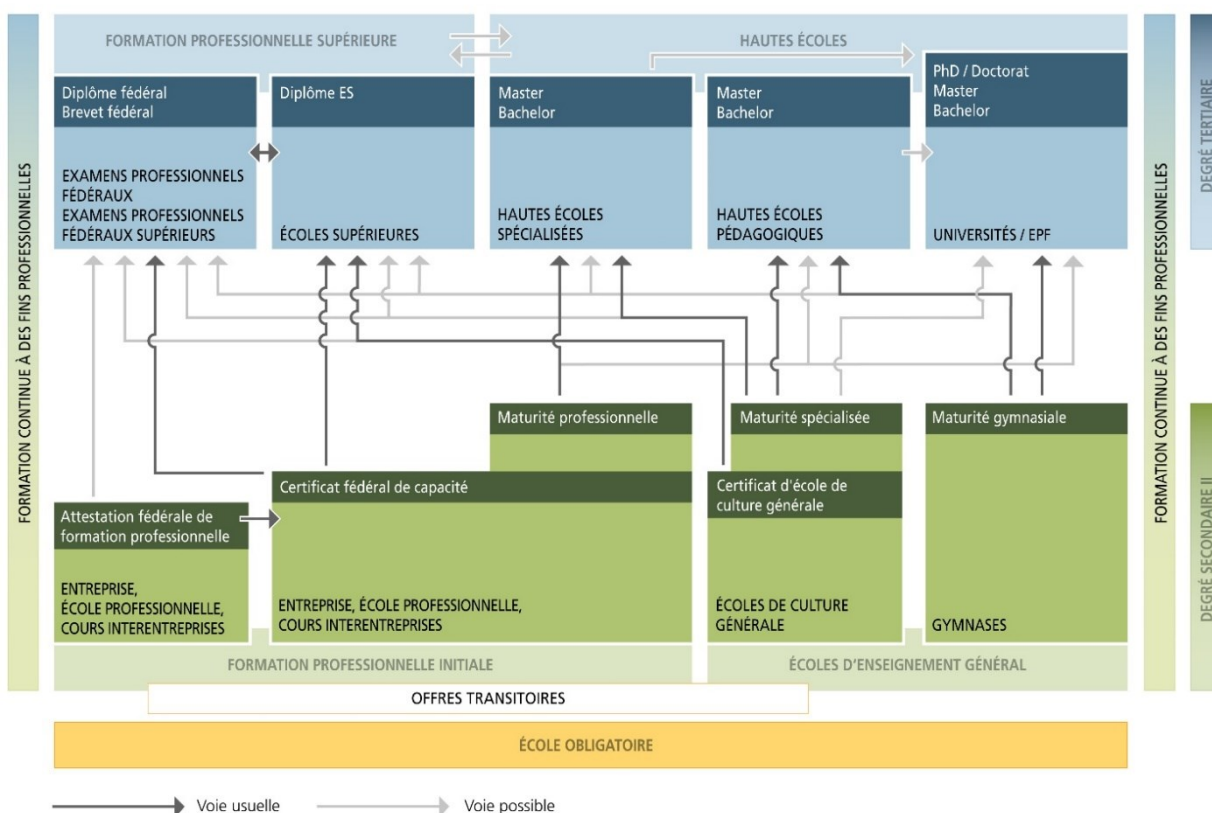 FORMATION PROFESSIONNELLE SUPÉRIEURE
HAUTES ÉCOLES
Diplôme fédéral
Brevet fédéral
EXAMENS PROFESSIONNELS
FÉDÉRAUX
EXAMENS PROFESSIONNELS
FÉDÉRAUX SUPÉRIEURS
Diplôme ES
ÉCOLES SUPÉRIEURES
Master
Bachelor
HAUTES ÉCOLES
SPÉCIALISÉES
Master
Bachelor
HAUTES ÉCOLES
PÉDAGOGIQUES
PhD / Doctorat
Master
Bachelor
UNIVERSITÉS / EPF
FORMATION CONTINUE À DES FINS PROFESSIONNELLES
FORMATION CONTINUE À DES FINS PROFESSIONNELLES
DEGRÉ TERTIAIRE
DEGRÉ SECONDAIRE II
Maturité professionnelle
Maturité spécialisée
Maturité gymnasiale
Certificat fédéral de capacité
Certificat d'école de
culture générale
Attestation fédérale de
formation professionnelle
ENTREPRISE,
ÉCOLE PROFESSIONNELLE,
COURS INTERENTREPRISES
ENTREPRISE, ÉCOLE PROFESSIONNELLE,
COURS INTERENTREPRISES
ÉCOLES DE CULTURE
GÉNÉRALE
GYMNASES
FORMATION PROFESSIONNELLE INITIALE
ÉCOLES D'ENSEIGNEMENT GÉNÉRAL
OFFRES TRANSITOIRES
ÉCOLE OBLIGATOIRE
Voie usuelle
Voie possible